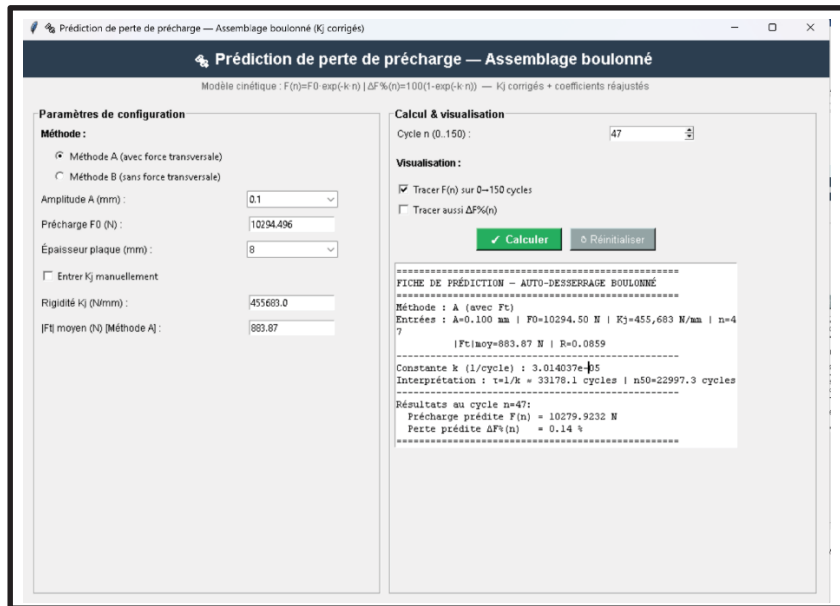 Prédiction de perte de précharge — Assemblage boulonné (Kj corrigés)
Prédiction de perte de précharge — Assemblage boulonné
Modèle cinétique : F(n)=F0·exp(-k·n) | ΔF%(n)=100(1-exp(-k·n)) — Kj corrigés + coefficients réajustés
Paramètres de configuration
Méthode :
Méthode A (avec force transversale)
Méthode B (sans force transversale)
Amplitude A (mm) : 0.1
Précharge F0 (N) : 10294.496
Épaisseur plaque (mm) : 8
Entrer Kj manuellement
Rigidité Kj (N/mm) : 455683.0
|Ft| moyen (N) [Méthode A] : 883.87
Calcul & visualisation
Cycle n (0..150) : 47
Visualisation :
Tracer F(n) sur 0→150 cycles
Tracer aussi ΔF%(n)
✓ Calculer
Réinitialiser
==================================================
FICHE DE PRÉDICTION — AUTO-DESSERRAGE BOULONNÉ
==================================================
Méthode : A (avec Ft)
Entrées : A=0.100 mm | F0=10294.50 N | Kj=455,683 N/mm | n=4
7
|Ft|moy=883.87 N | R=0.0859
--------------------------------------------------
Constante k (1/cycle) : 3.014037e-05
Interprétation : τ=1/k ≈ 33178.1 cycles | n50≈22997.3 cycles
--------------------------------------------------
Résultats au cycle n=47:
Précharge prédite F(n) = 10279.9232 N
Perte prédite ΔF%(n) = 0.14 %
==================================================